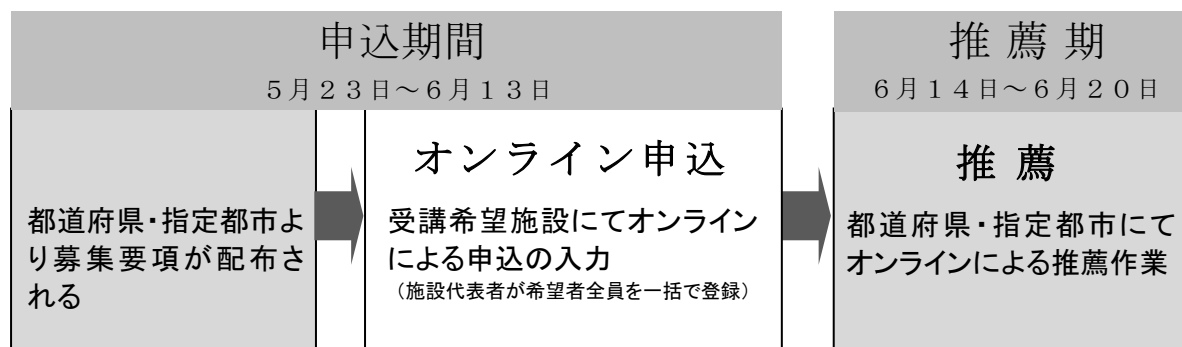 申込期間
５月２３日～６月１３日
都道府県・指定都市よ
り募集要項が配布さ
れる
オンライン申込
受講希望施設にてオンライン
による申込の入力
（施設代表者が希望者全員を一括で登録）
推薦期
６月１４日～６月２０日
推薦
都道府県・指定都市にて
オンラインによる推薦作業